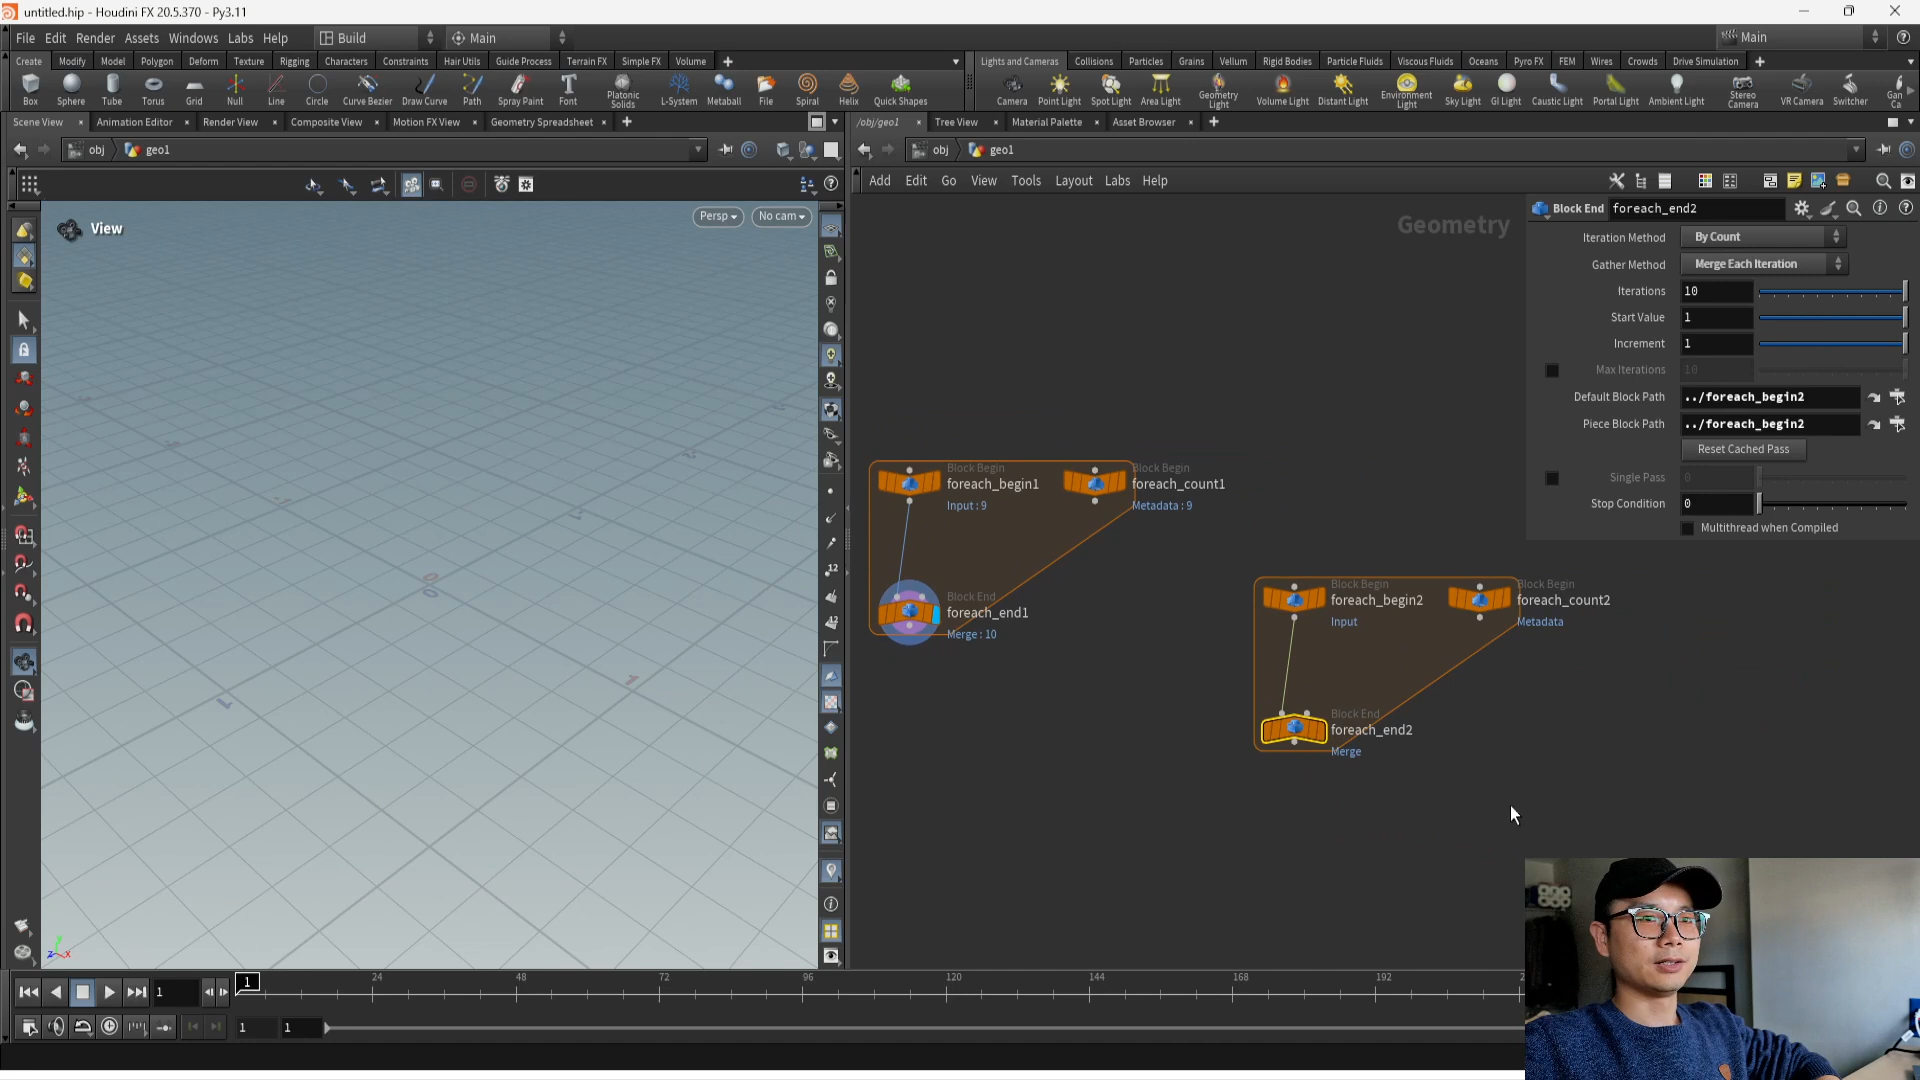 untitled.hip - Houdini FX 20.5.370 - Py3.11
File Edit Render Assets Windows Labs Help Build Main Main
Create Modify Model Polygon Deform Texture Rigging Characters Constraints Hair Utils Guide Process Terrain FX Simple FX Volume
Lights and Cameras Collisions Particles Grains Vellum Rigid Bodies Particle Fluids Viscous Fluids Oceans Pyro FX FEM Wires Crowds Drive Simulation
Box Sphere Tube Torus Grid Null Line Circle Curve Bezier Draw Curve Path Spray Paint Font Platonic Solids L-System Metaball File Spiral Helix Quick Shapes
Camera Point Light Spot Light Area Light Geometry Light Volume Light Distant Light Environment Light Sky Light GI Light Caustic Light Portal Light Ambient Light Stereo Camera VR Camera Switcher Gan Ca
Scene View Animation Editor Render View Composite View Motion FX View Geometry Spreadsheet
/obj/geo1 Tree View Material Palette Asset Browser
obj geo1
obj geo1
Add Edit Go View Tools Layout Labs Help
View
Persp No cam
Geometry
Block End foreach_end2
Iteration Method By Count
Gather Method Merge Each Iteration
Iterations 10
Start Value 1
Increment 1
Max Iterations 10
Default Block Path ../foreach_begin2
Piece Block Path ../foreach_begin2
Reset Cached Pass
Single Pass 0
Stop Condition 0
Multithread when Compiled
Block Begin
foreach_begin1
Input : 9
Block Begin
foreach_count1
Metadata : 9
Block End
foreach_end1
Merge : 10
Block Begin
foreach_begin2
Input
Block Begin
foreach_count2
Metadata
Block End
foreach_end2
Merge
12
12
0
0
1
1
1 1 24 48 72 96 120 144 168 192 2
1 1